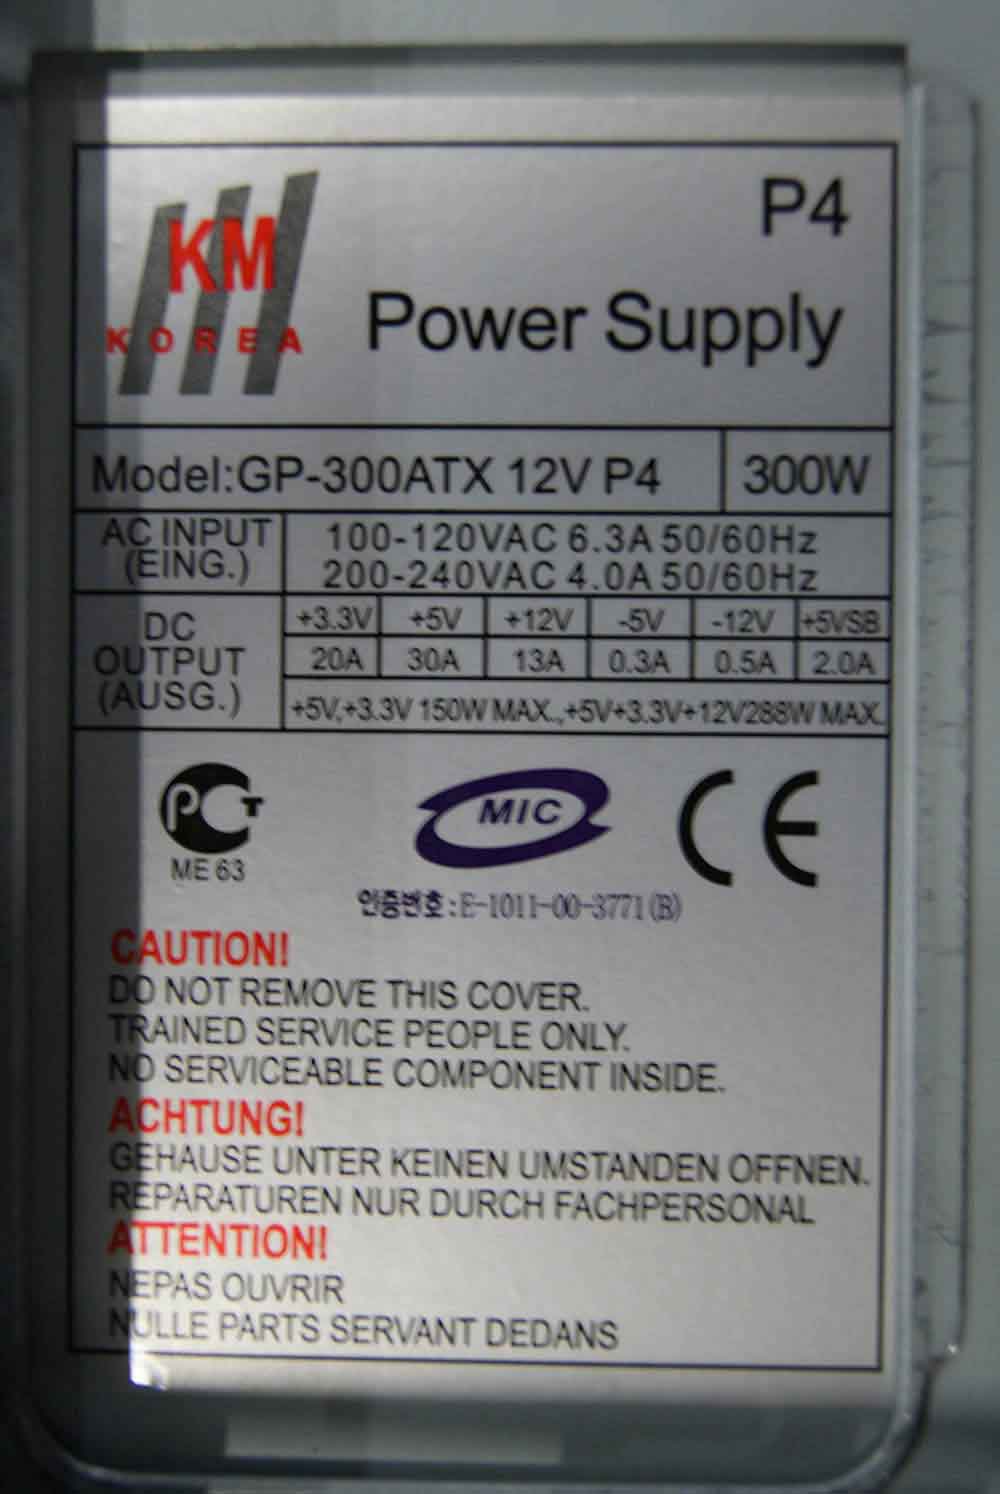 KM
KOREA
P4
Power Supply
Model:GP-300ATX 12V P4 300W
AC INPUT
(EING.)
100-120VAC 6.3A 50/60Hz
200-240VAC 4.0A 50/60Hz
DC
OUTPUT
(AUSG.)
+3.3V +5V +12V -5V -12V +5VSB
20A 30A 13A 0.3A 0.5A 2.0A
+5V,+3.3V 150W MAX.,+5V+3.3V+12V288W MAX.
PCT
ME 63
MIC
CE
인증번호:E-1011-00-3771(B)
CAUTION!
DO NOT REMOVE THIS COVER.
TRAINED SERVICE PEOPLE ONLY.
NO SERVICEABLE COMPONENT INSIDE.
ACHTUNG!
GEHAUSE UNTER KEINEN UMSTANDEN OFFNEN.
REPARATUREN NUR DURCH FACHPERSONAL
ATTENTION!
NEPAS OUVRIR
NULLE PARTS SERVANT DEDANS